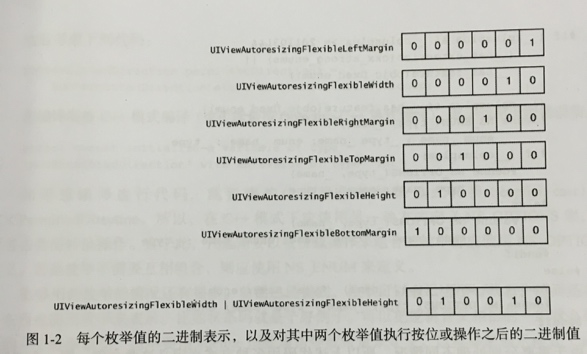 UIViewAutoresizingFlexibleLeftMargin 0 0 0 0 0 1
UIViewAutoresizingFlexibleWidth 0 0 0 0 1 0
UIViewAutoresizingFlexibleRightMargin 0 0 0 1 0 0
UIViewAutoresizingFlexibleTopMargin 0 0 1 0 0 0
UIViewAutoresizingFlexibleHeight 0 1 0 0 0 0
UIViewAutoresizingFlexibleBottomMargin 1 0 0 0 0 0
UIViewAutoresizingFlexibleWidth | UIViewAutoresizingFlexibleHeight 0 1 0 0 1 0
图 1-2 每个枚举值的二进制表示，以及对其中两个枚举值执行按位或操作之后的二进制值